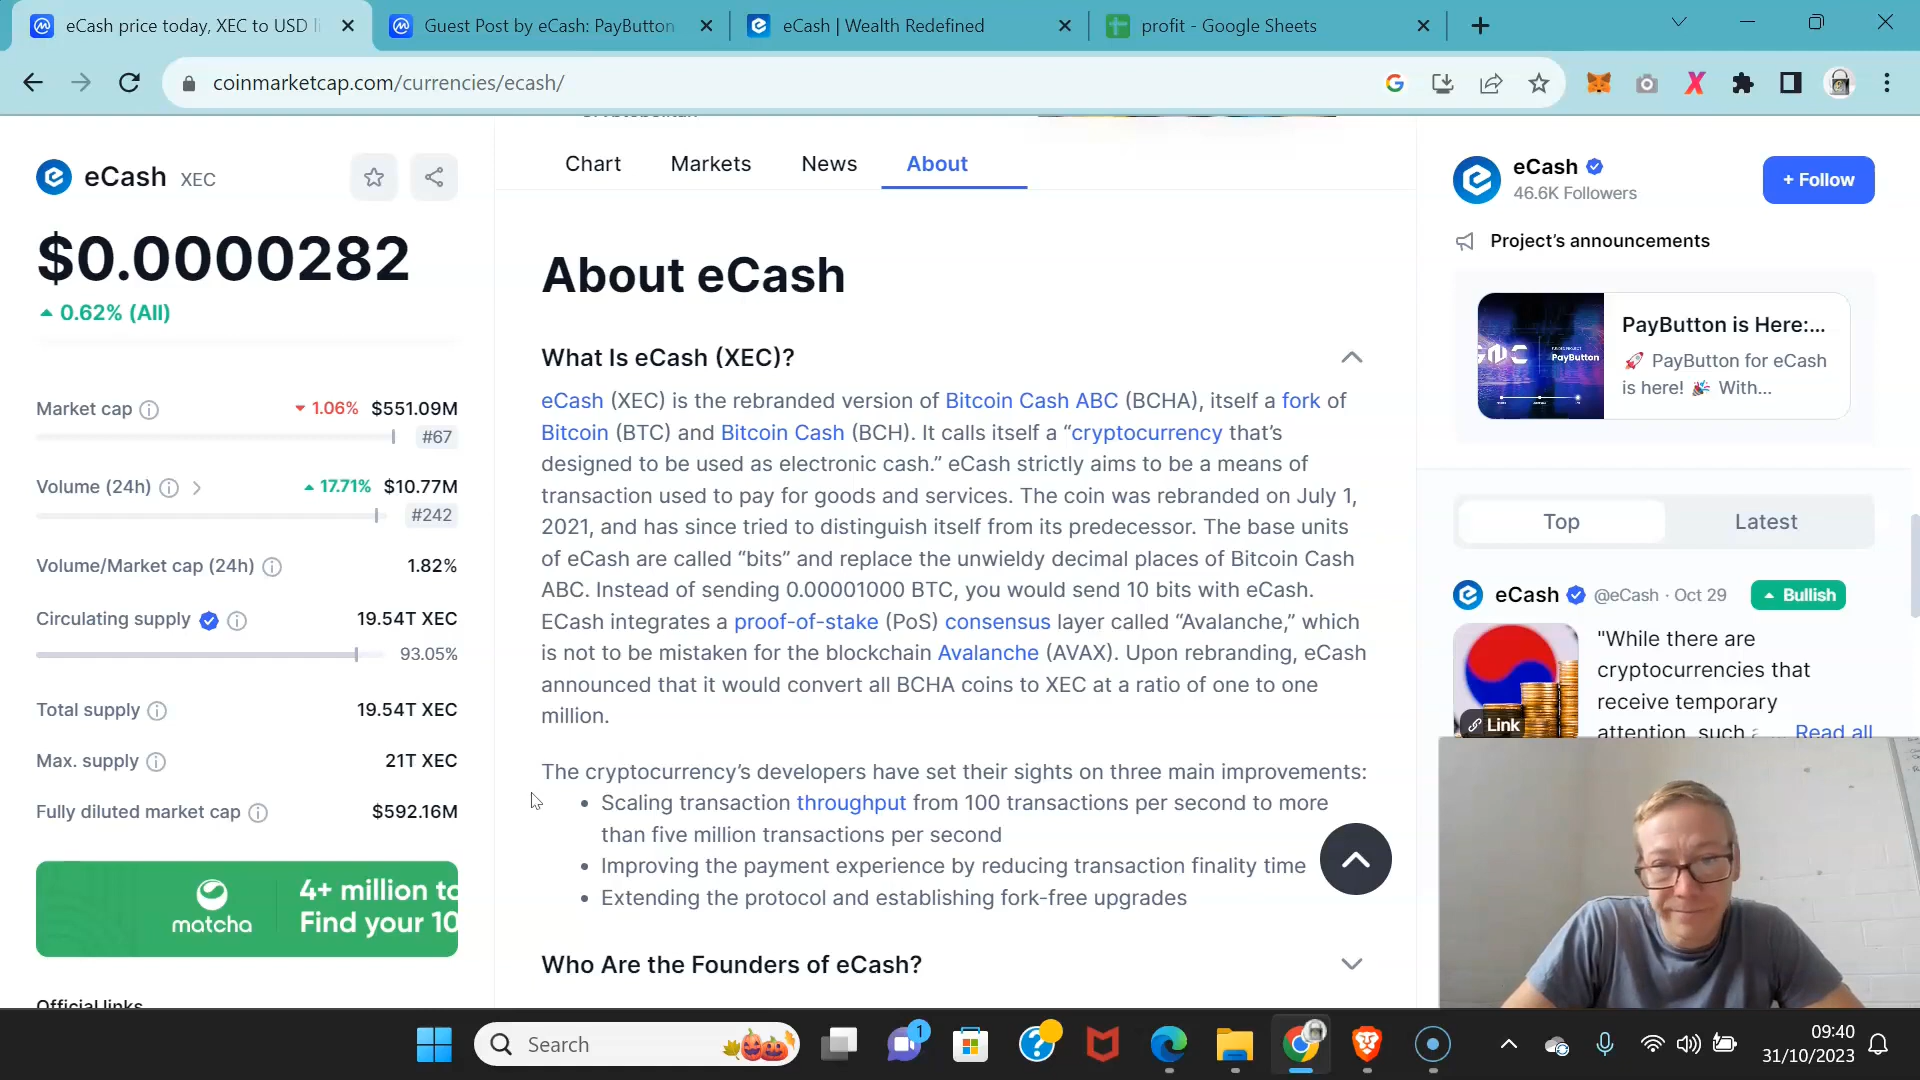 eCash price today, XEC to USD li
Guest Post by eCash: PayButton
eCash | Wealth Redefined
profit - Google Sheets
coinmarketcap.com/currencies/ecash/
eCash XEC
$0.0000282
0.62% (All)
Market cap 1.06% $551.09M
#67
Volume (24h) 17.71% $10.77M
#242
Volume/Market cap (24h) 1.82%
Circulating supply 19.54T XEC
93.05%
Total supply 19.54T XEC
Max. supply 21T XEC
Fully diluted market cap $592.16M
matcha
4+ million to
Find your 10
Official links
Chart Markets News About
About eCash
What Is eCash (XEC)?
eCash (XEC) is the rebranded version of Bitcoin Cash ABC (BCHA), itself a fork of
Bitcoin (BTC) and Bitcoin Cash (BCH). It calls itself a “cryptocurrency that’s
designed to be used as electronic cash.” eCash strictly aims to be a means of
transaction used to pay for goods and services. The coin was rebranded on July 1,
2021, and has since tried to distinguish itself from its predecessor. The base units
of eCash are called “bits” and replace the unwieldy decimal places of Bitcoin Cash
ABC. Instead of sending 0.00001000 BTC, you would send 10 bits with eCash.
ECash integrates a proof-of-stake (PoS) consensus layer called “Avalanche,” which
is not to be mistaken for the blockchain Avalanche (AVAX). Upon rebranding, eCash
announced that it would convert all BCHA coins to XEC at a ratio of one to one
million.
The cryptocurrency’s developers have set their sights on three main improvements:
• Scaling transaction throughput from 100 transactions per second to more
than five million transactions per second
• Improving the payment experience by reducing transaction finality time
• Extending the protocol and establishing fork-free upgrades
Who Are the Founders of eCash?
eCash
46.6K Followers
+ Follow
Project’s announcements
PayButton
PayButton is Here:...
🚀 PayButton for eCash
is here! 🎉 With...
Top Latest
eCash @eCash · Oct 29 Bullish
Link
"While there are
cryptocurrencies that
receive temporary
attention, such Read all
Search
1
09:40
31/10/2023